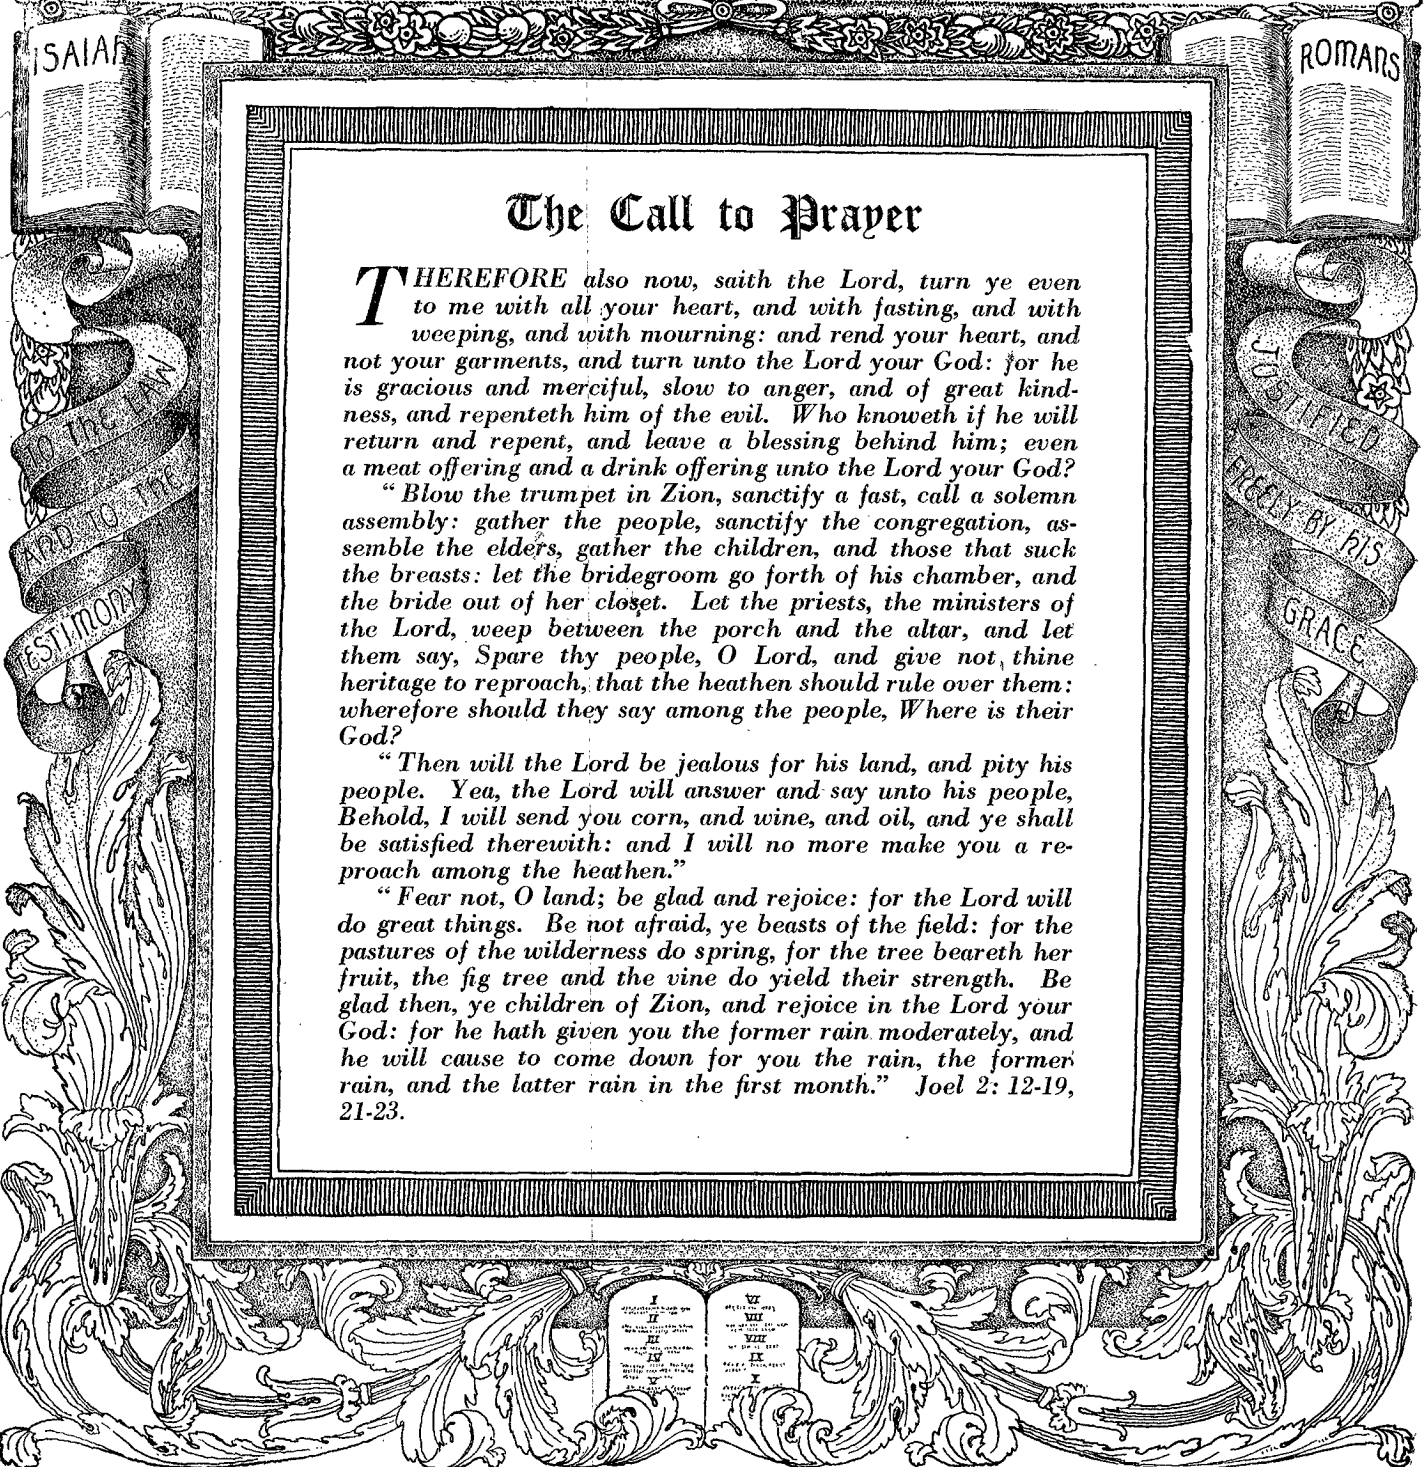 ISAIAH
ROMANS
TO THE LAW
AND TO THE
TESTIMONY
JUSTIFIED
FREELY BY HIS
GRACE
The Call to Prayer
THEREFORE also now, saith the Lord, turn ye even
to me with all your heart, and with fasting, and with
weeping, and with mourning: and rend your heart, and
not your garments, and turn unto the Lord your God: for he
is gracious and merciful, slow to anger, and of great kind-
ness, and repenteth him of the evil. Who knoweth if he will
return and repent, and leave a blessing behind him; even
a meat offering and a drink offering unto the Lord your God?
“Blow the trumpet in Zion, sanctify a fast, call a solemn
assembly: gather the people, sanctify the congregation, as-
semble the elders, gather the children, and those that suck
the breasts: let the bridegroom go forth of his chamber, and
the bride out of her closet. Let the priests, the ministers of
the Lord, weep between the porch and the altar, and let
them say, Spare thy people, O Lord, and give not thine
heritage to reproach, that the heathen should rule over them:
wherefore should they say among the people, Where is their
God?
“Then will the Lord be jealous for his land, and pity his
people. Yea, the Lord will answer and say unto his people,
Behold, I will send you corn, and wine, and oil, and ye shall
be satisfied therewith: and I will no more make you a re-
proach among the heathen.”
“Fear not, O land; be glad and rejoice: for the Lord will
do great things. Be not afraid, ye beasts of the field: for the
pastures of the wilderness do spring, for the tree beareth her
fruit, the fig tree and the vine do yield their strength. Be
glad then, ye children of Zion, and rejoice in the Lord your
God: for he hath given you the former rain moderately, and
he will cause to come down for you the rain, the former
rain, and the latter rain in the first month.” Joel 2: 12-19,
21-23.
I
II
III
IV
V
VI
VII
VIII
IX
X